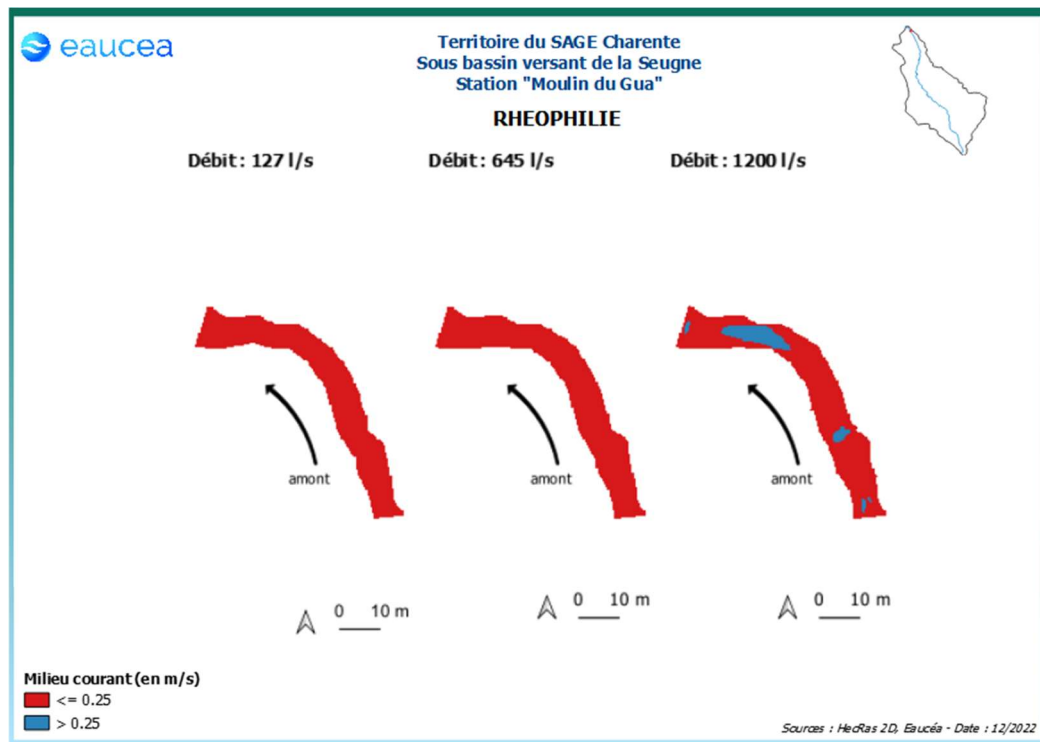 eaucea
Territoire du SAGE Charente
Sous bassin versant de la Seugne
Station "Moulin du Gua"
RHEOPHILIE
Débit : 127 l/s
Débit : 645 l/s
Débit : 1200 l/s
amont
amont
amont
0 10 m
0 10 m
0 10 m
Milieu courant (en m/s)
<= 0.25
> 0.25
Sources : HecRas 2D, Eaucéa - Date : 12/2022